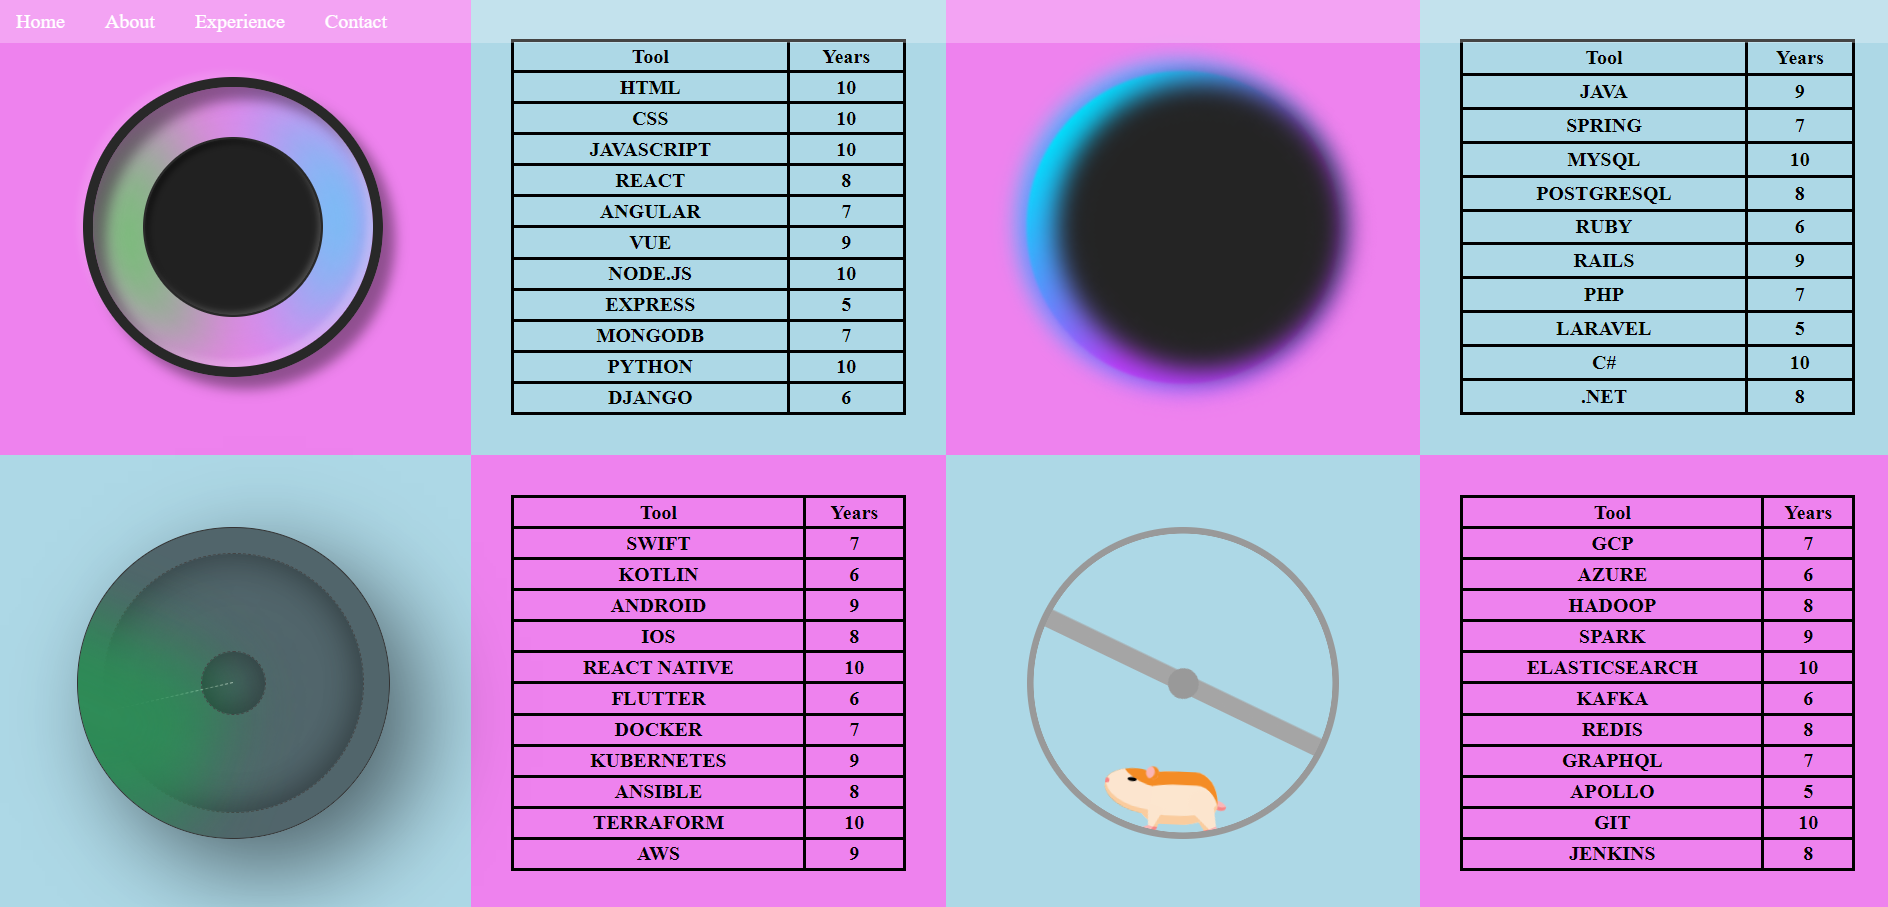 Home About Experience Contact
Tool Years
HTML 10
CSS 10
JAVASCRIPT 10
REACT 8
ANGULAR 7
VUE 9
NODE.JS 10
EXPRESS 5
MONGODB 7
PYTHON 10
DJANGO 6
Tool Years
JAVA 9
SPRING 7
MYSQL 10
POSTGRESQL 8
RUBY 6
RAILS 9
PHP 7
LARAVEL 5
C# 10
.NET 8
Tool Years
SWIFT 7
KOTLIN 6
ANDROID 9
IOS 8
REACT NATIVE 10
FLUTTER 6
DOCKER 7
KUBERNETES 9
ANSIBLE 8
TERRAFORM 10
AWS 9
Tool Years
GCP 7
AZURE 6
HADOOP 8
SPARK 9
ELASTICSEARCH 10
KAFKA 6
REDIS 8
GRAPHQL 7
APOLLO 5
GIT 10
JENKINS 8